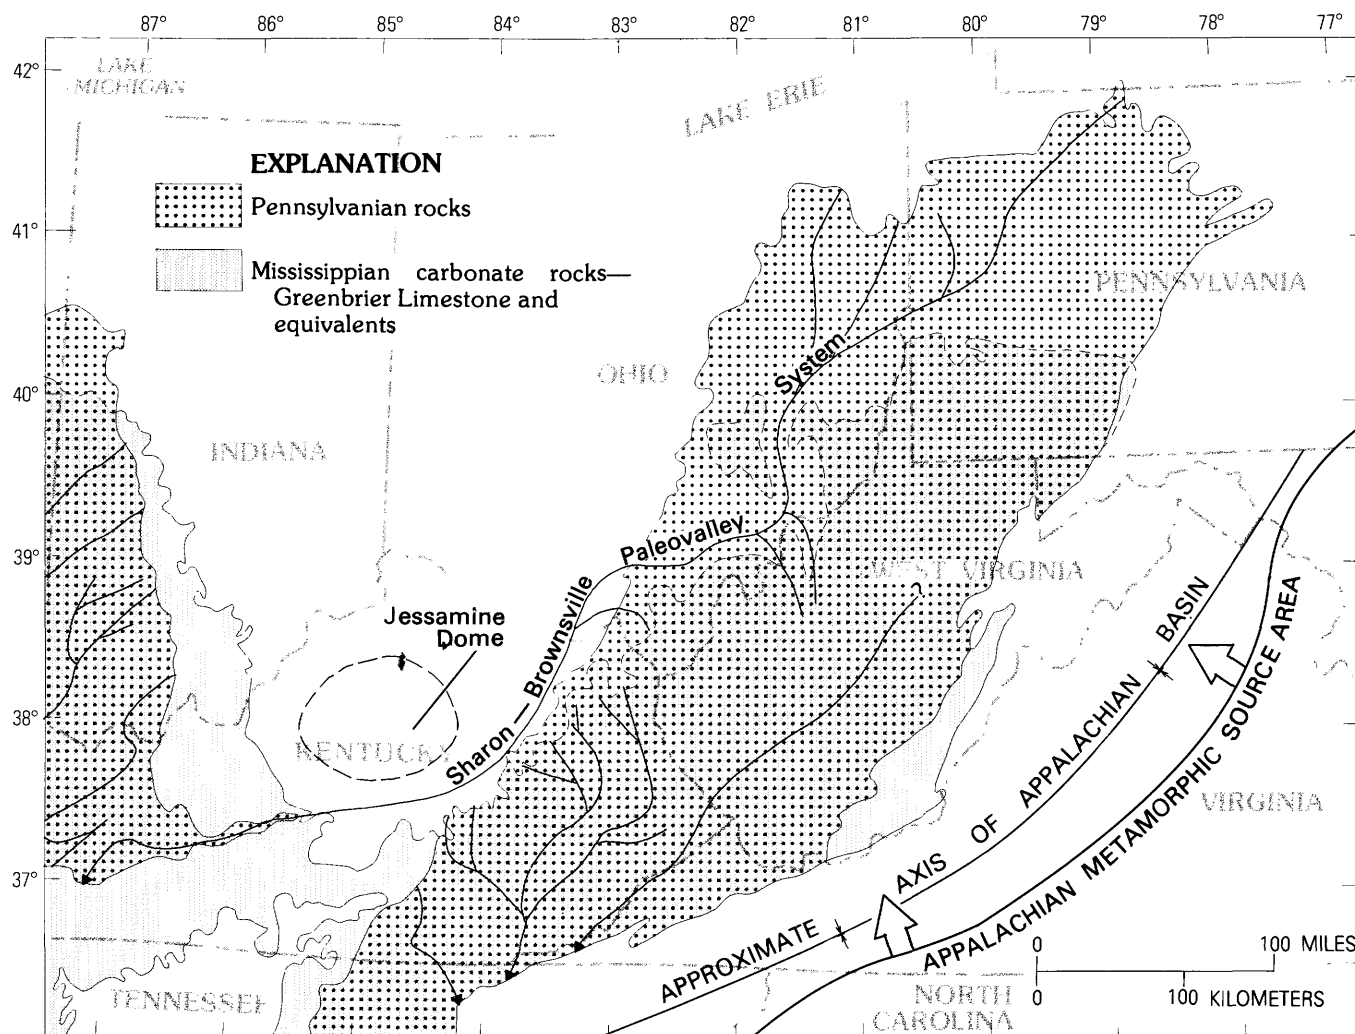 87° 86° 85° 84° 83° 82° 81° 80° 79° 78° 77°
42°
41°
40°
39°
38°
37°
LAKE
MICHIGAN
LAKE ERIE
EXPLANATION
Pennsylvanian rocks
Mississippian carbonate rocks—
Greenbrier Limestone and
equivalents
PENNSYLVANIA
OHIO
System
INDIANA
Paleovalley
WEST VIRGINIA
?
Jessamine
Dome
Sharon — Brownsville
KENTUCKY
VIRGINIA
APPROXIMATE AXIS OF APPALACHIAN BASIN
APPALACHIAN METAMORPHIC SOURCE AREA
TENNESSEE
NORTH
CAROLINA
0 100 MILES
0 100 KILOMETERS